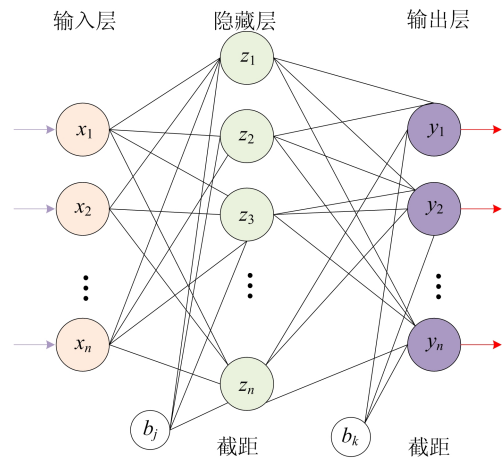 输入层 隐藏层 输出层
z1
x1 z2 y1
x2 z3 y2
xn zn yn
bj 截距 bk 截距